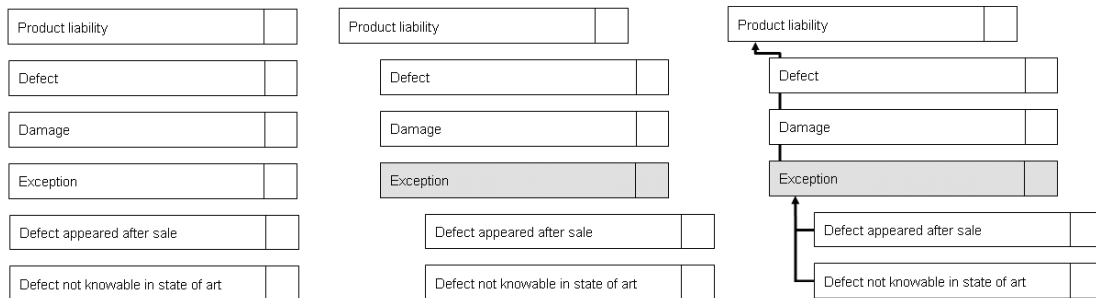 Product liability
Defect
Damage
Exception
Defect appeared after sale
Defect not knowable in state of art
Product liability
Defect
Damage
Exception
Defect appeared after sale
Defect not knowable in state of art
Product liability
Defect
Damage
Exception
Defect appeared after sale
Defect not knowable in state of art